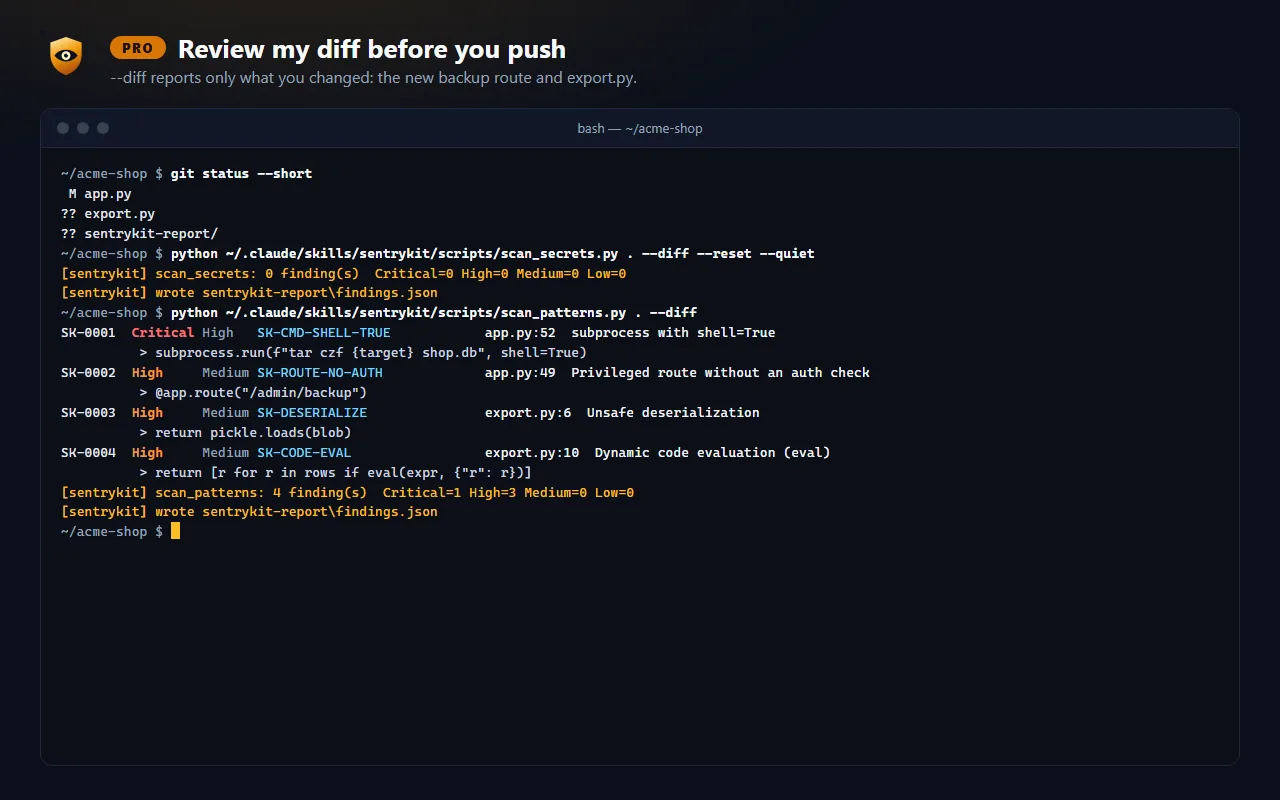 PRO Review my diff before you push
--diff reports only what you changed: the new backup route and export.py.
bash — ~/acme-shop
~/acme-shop $ git status --short
 M app.py
?? export.py
?? sentrykit-report/
~/acme-shop $ python ~/.claude/skills/sentrykit/scripts/scan_secrets.py . --diff --reset --quiet
[sentrykit] scan_secrets: 0 finding(s)  Critical=0 High=0 Medium=0 Low=0
[sentrykit] wrote sentrykit-report\findings.json
~/acme-shop $ python ~/.claude/skills/sentrykit/scripts/scan_patterns.py . --diff
SK-0001  Critical High   SK-CMD-SHELL-TRUE            app.py:52  subprocess with shell=True
          > subprocess.run(f"tar czf {target} shop.db", shell=True)
SK-0002  High     Medium SK-ROUTE-NO-AUTH             app.py:49  Privileged route without an auth check
          > @app.route("/admin/backup")
SK-0003  High     Medium SK-DESERIALIZE               export.py:6  Unsafe deserialization
          > return pickle.loads(blob)
SK-0004  High     Medium SK-CODE-EVAL                 export.py:10  Dynamic code evaluation (eval)
          > return [r for r in rows if eval(expr, {"r": r})]
[sentrykit] scan_patterns: 4 finding(s)  Critical=1 High=3 Medium=0 Low=0
[sentrykit] wrote sentrykit-report\findings.json
~/acme-shop $